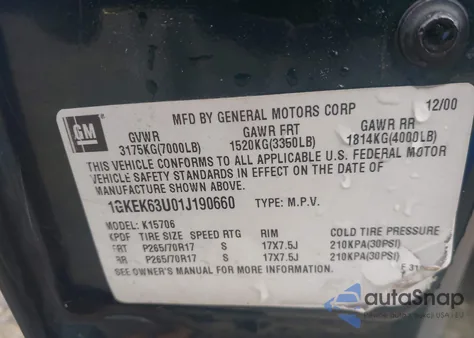 GM
MFD BY GENERAL MOTORS CORP 12/00
GVWR GAWR FRT GAWR RR
3175KG(7000LB) 1520KG(3350LB) 1814KG(4000LB)
THIS VEHICLE CONFORMS TO ALL APPLICABLE U.S. FEDERAL MOTOR
VEHICLE SAFETY STANDARDS IN EFFECT ON THE DATE OF
MANUFACTURE SHOWN ABOVE.
1GKEK63U01J190660 TYPE: M.P.V.
MODEL: K15706
KPDF TIRE SIZE SPEED RTG RIM COLD TIRE PRESSURE
FRT P265/70R17 S 17X7.5J 210KPA(30PSI)
RR P265/70R17 S 17X7.5J 210KPA(30PSI)
SEE OWNER'S MANUAL FOR MORE INFORMATION.
autoSnap